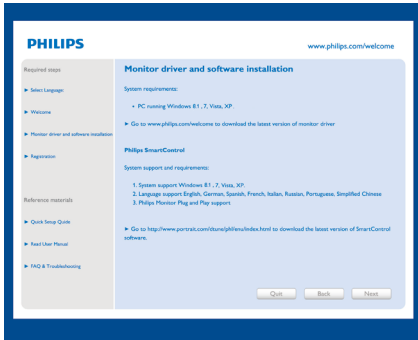 PHILIPS
www.philips.com/welcome
Required steps
Select Language:
Welcome
Monitor driver and software installation
Registration
Reference materials
Quick Setup Guide
Read User Manual
FAQ & Troubleshooting
Monitor driver and software installation
System requirements:
• PC running Windows 8.1 , 7, Vista, XP.
► Go to www.philips.com/welcome to download the latest version of monitor driver
Philips SmartControl
System support and requirements:
1. System support Windows 8.1 , 7, Vista, XP.
2. Language support English, German, Spanish, French, Italian, Russian, Portuguese, Simplified Chinese
3. Philips Monitor Plug and Play support
► Go to http://www.portrait.com/dtune/phil/enu/index.html to download the latest version of SmartControl
software.
Quit
Back
Next